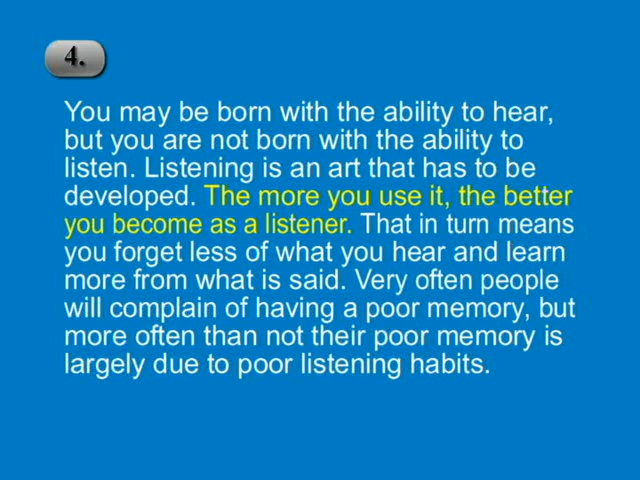 4.
You may be born with the ability to hear,
but you are not born with the ability to
listen. Listening is an art that has to be
developed. The more you use it, the better
you become as a listener. That in turn means
you forget less of what you hear and learn
more from what is said. Very often people
will complain of having a poor memory, but
more often than not their poor memory is
largely due to poor listening habits.